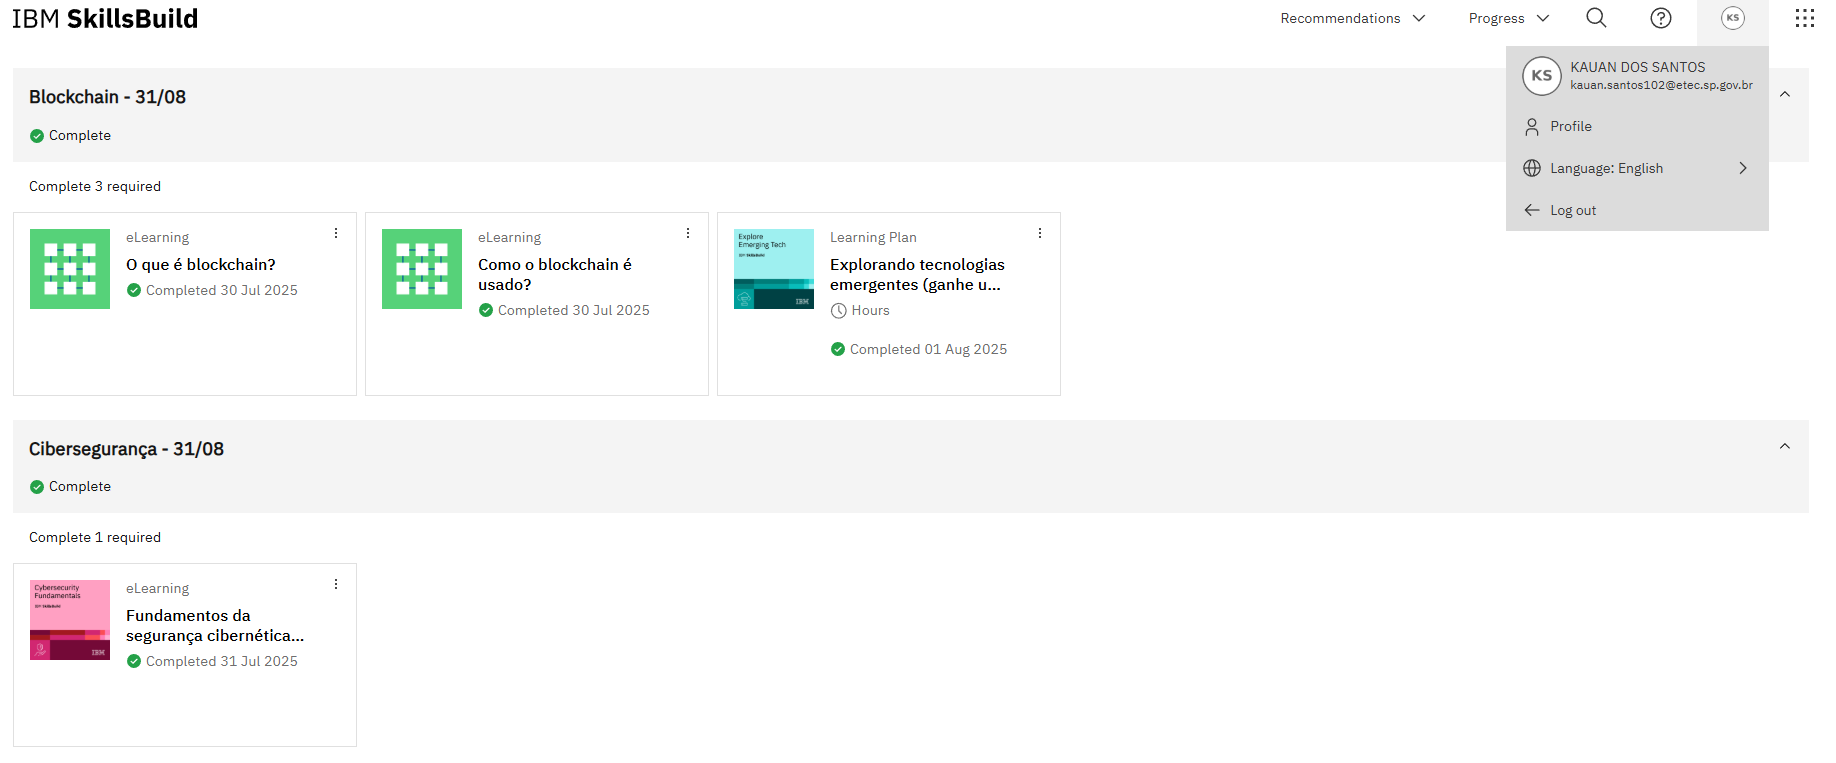 IBM SkillsBuild
Recommendations
Progress
KS
KS
KAUAN DOS SANTOS
kauan.santos102@etec.sp.gov.br
Profile
Language: English
Log out
Blockchain - 31/08
Complete
Complete 3 required
eLearning
O que é blockchain?
Completed 30 Jul 2025
eLearning
Como o blockchain é
usado?
Completed 30 Jul 2025
Explore
Emerging Tech
IBM SkillsBuild
IBM
Learning Plan
Explorando tecnologias
emergentes (ganhe u...
Hours
Completed 01 Aug 2025
Cibersegurança - 31/08
Complete
Complete 1 required
Cybersecurity
Fundamentals
IBM SkillsBuild
IBM
eLearning
Fundamentos da
segurança cibernética...
Completed 31 Jul 2025